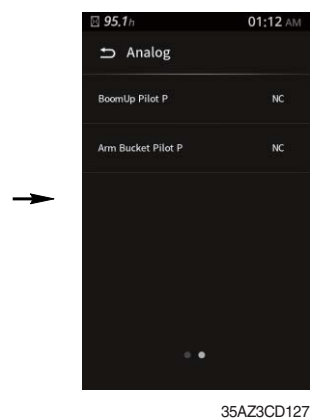 95.1h 01:12 AM
Analog
BoomUp Pilot P NC
Arm Bucket Pilot P NC
35AZ3CD127